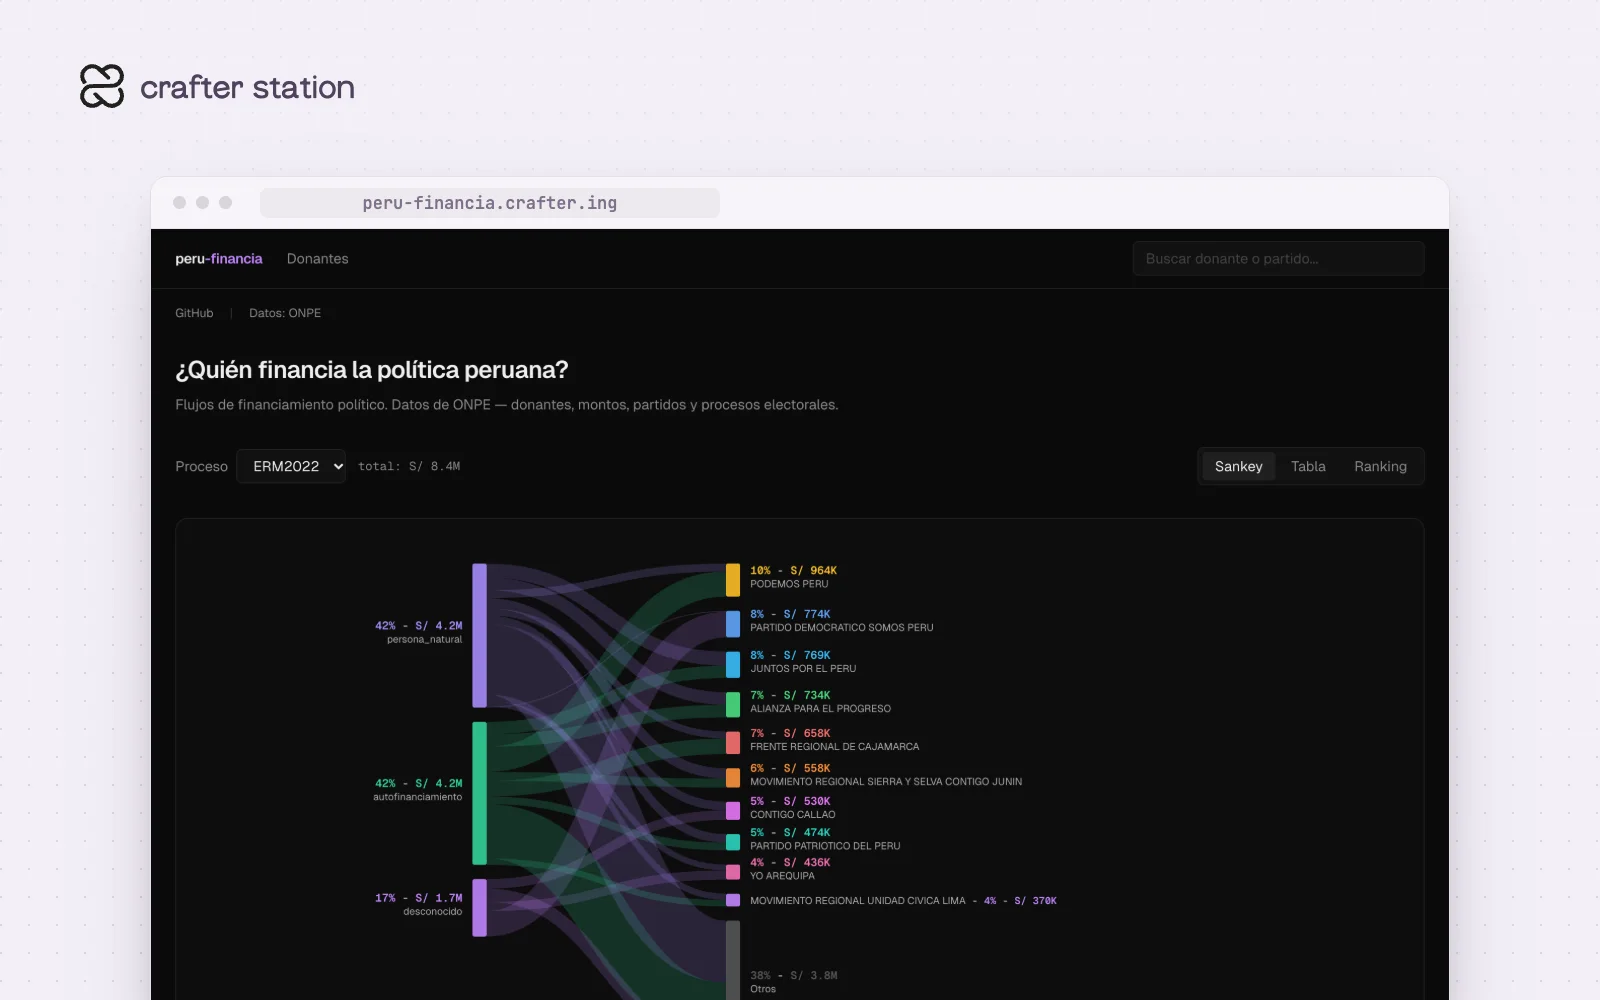 crafter station
peru-financia.crafter.ing
peru-financia
Donantes
Buscar donante o partido...
GitHub | Datos: ONPE
¿Quién financia la política peruana?
Flujos de financiamiento político. Datos de ONPE — donantes, montos, partidos y procesos electorales.
Proceso
ERM2022
total: S/ 8.4M
Sankey
Tabla
Ranking
42% - S/ 4.2M
persona_natural
42% - S/ 4.2M
autofinanciamiento
17% - S/ 1.7M
desconocido
10% - S/ 964K
PODEMOS PERU
8% - S/ 774K
PARTIDO DEMOCRATICO SOMOS PERU
8% - S/ 769K
JUNTOS POR EL PERU
7% - S/ 734K
ALIANZA PARA EL PROGRESO
7% - S/ 658K
FRENTE REGIONAL DE CAJAMARCA
6% - S/ 558K
MOVIMIENTO REGIONAL SIERRA Y SELVA CONTIGO JUNIN
5% - S/ 530K
CONTIGO CALLAO
5% - S/ 474K
PARTIDO PATRIOTICO DEL PERU
4% - S/ 436K
YO AREQUIPA
MOVIMIENTO REGIONAL UNIDAD CIVICA LIMA - 4% - S/ 370K
38% - S/ 3.8M
Otros